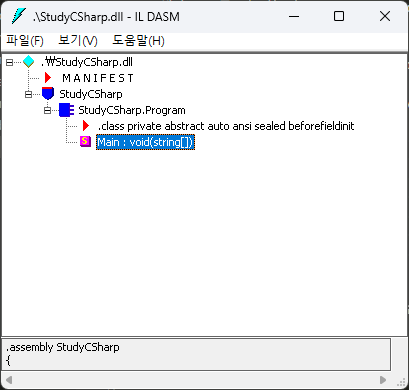 .\StudyCSharp.dll - IL DASM
파일(F) 보기(V) 도움말(H)
.₩StudyCSharp.dll
M A N I F E S T
StudyCSharp
StudyCSharp.Program
.class private abstract auto ansi sealed beforefieldinit
S Main : void(string[])
.assembly StudyCSharp
{